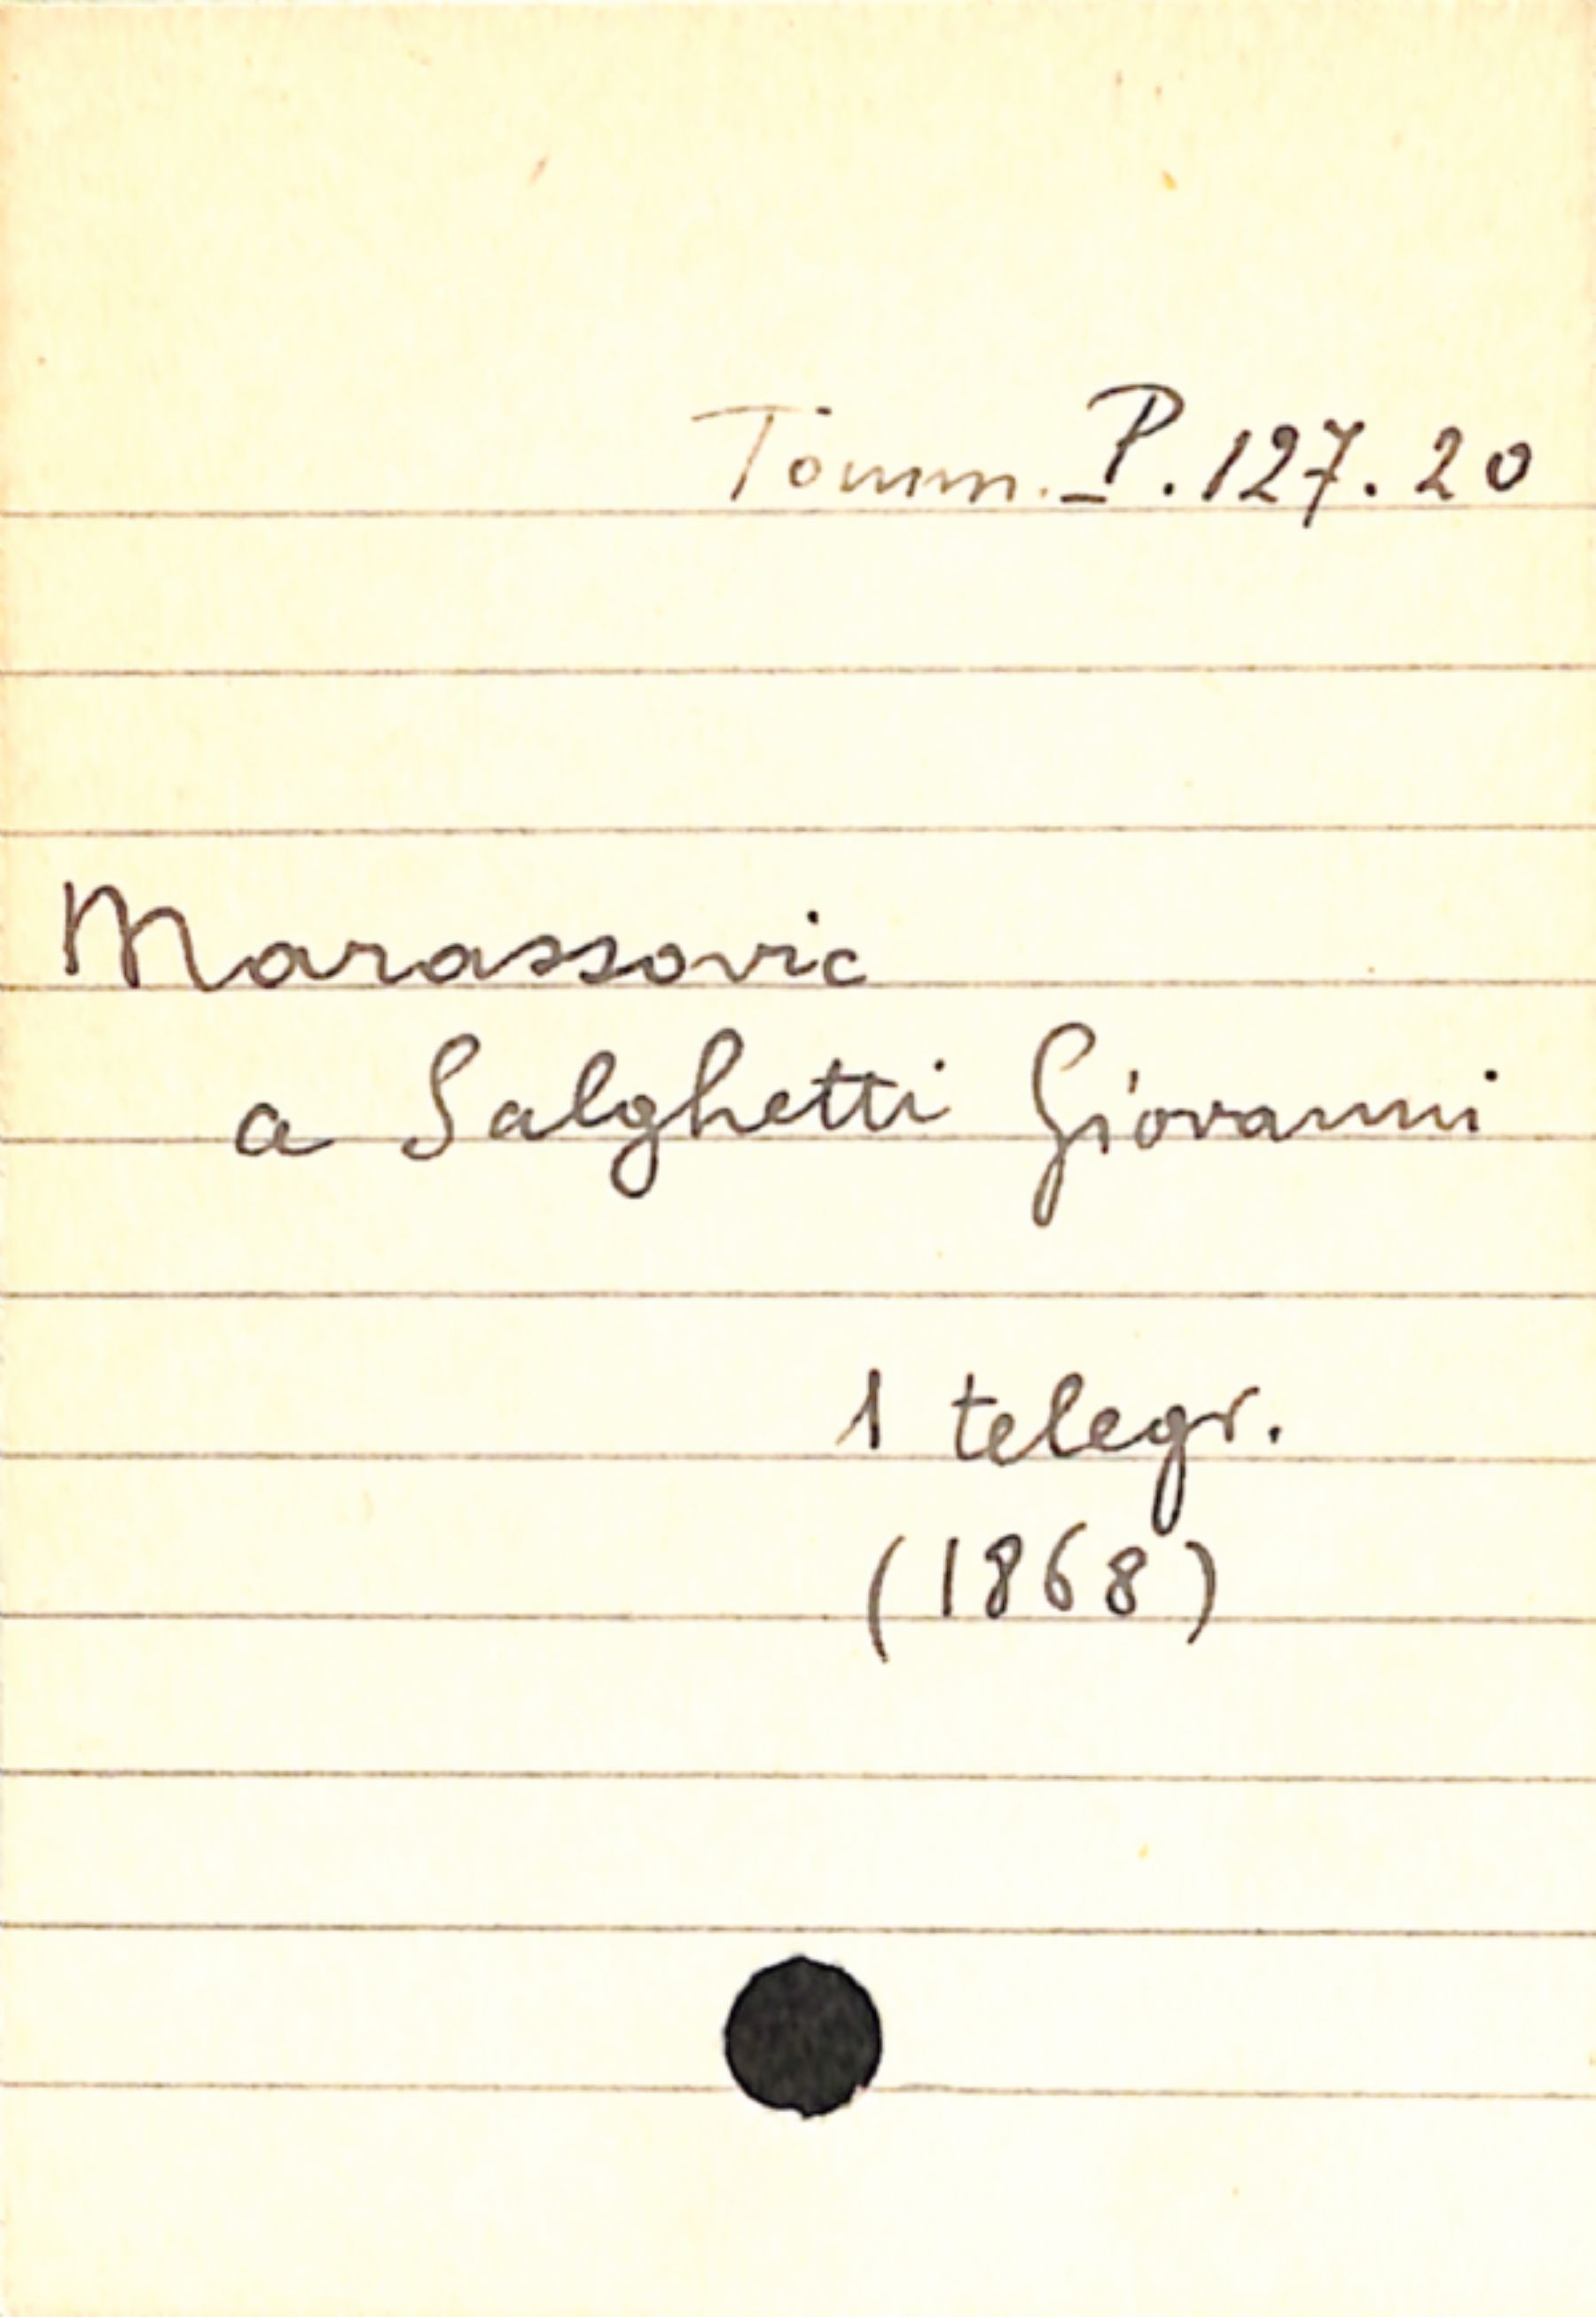 Tomm. P. 127. 20
Marassovic
a Salghetti Giovanni
1 telegr.
(1868)